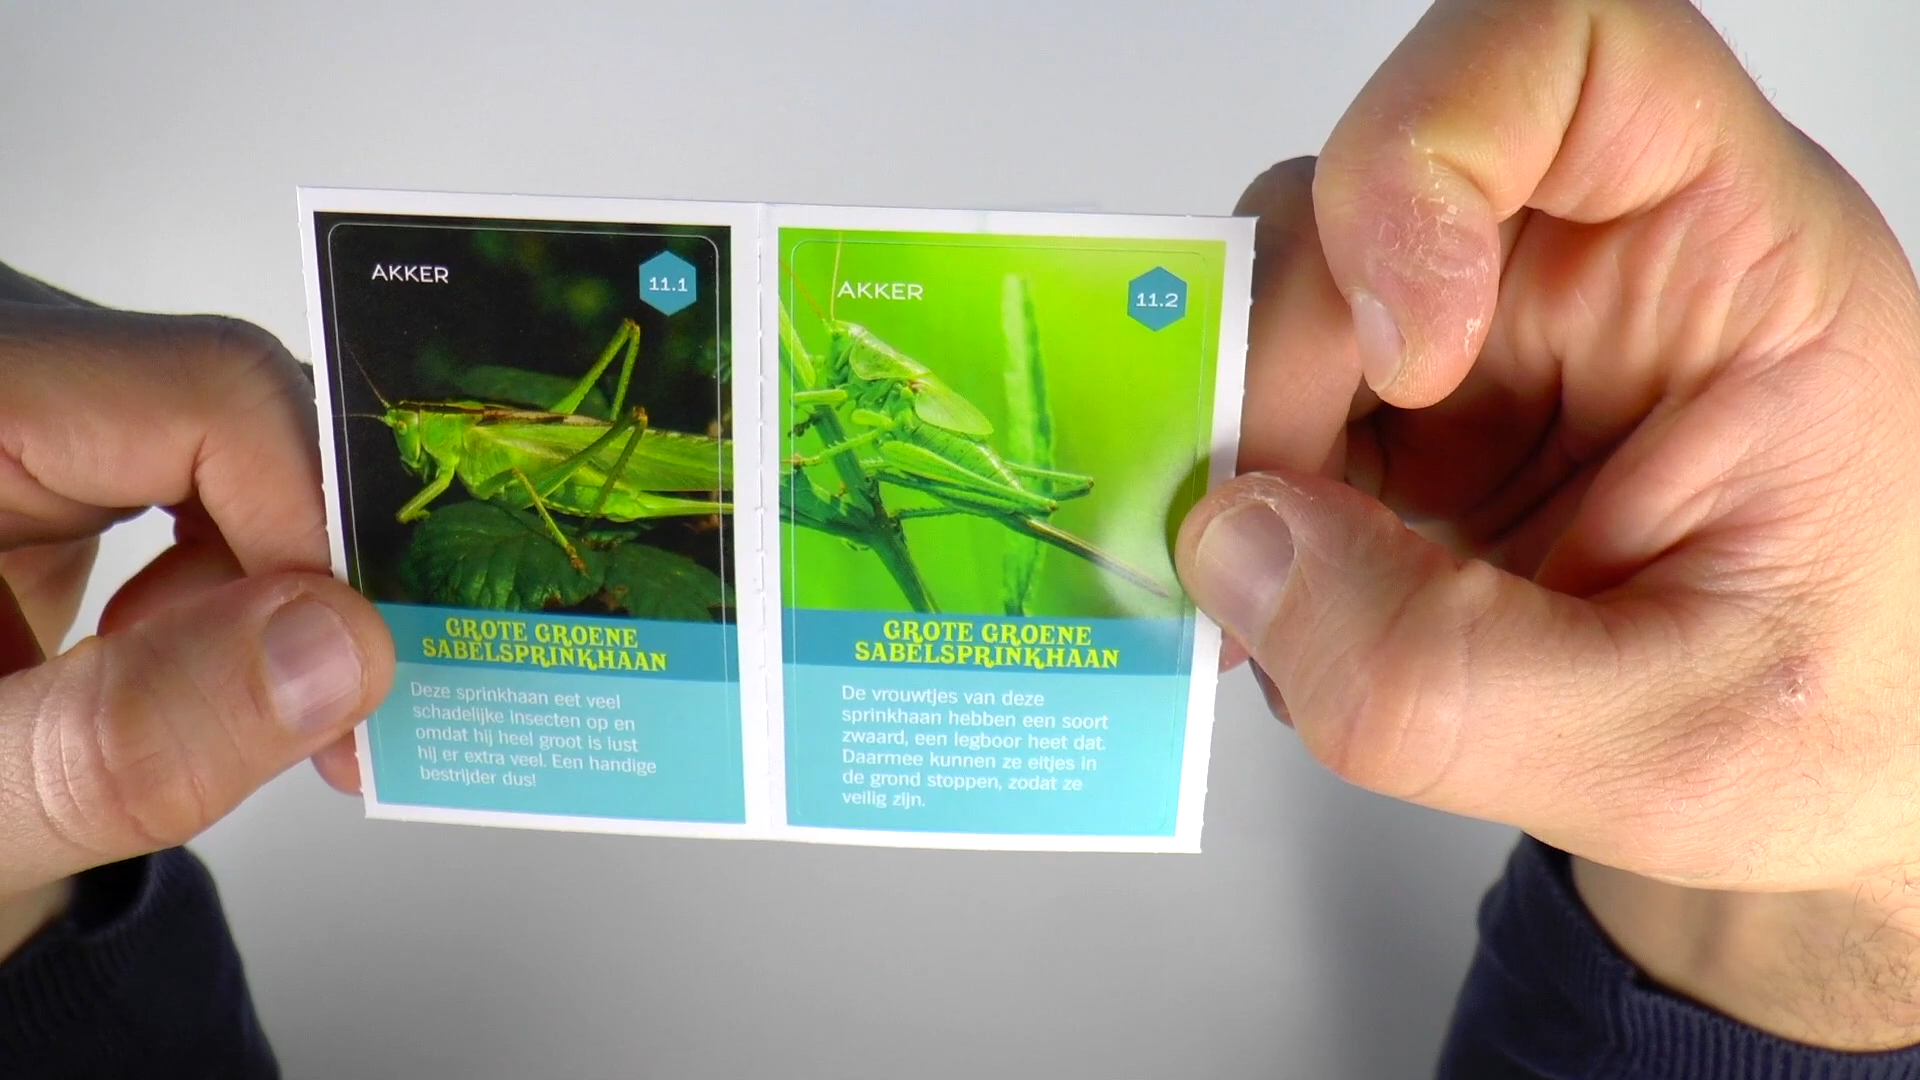 AKKER
11.1
GROTE GROENE
SABELSPRINKHAAN
Deze sprinkhaan eet veel
schadelijke insecten op en
omdat hij heel groot is lust
hij er extra veel. Een handige
bestrijder dus!
AKKER
11.2
GROTE GROENE
SABELSPRINKHAAN
De vrouwtjes van deze
sprinkhaan hebben een soort
zwaard, een legboor heet dat.
Daarmee kunnen ze eitjes in
de grond stoppen, zodat ze
veilig zijn.